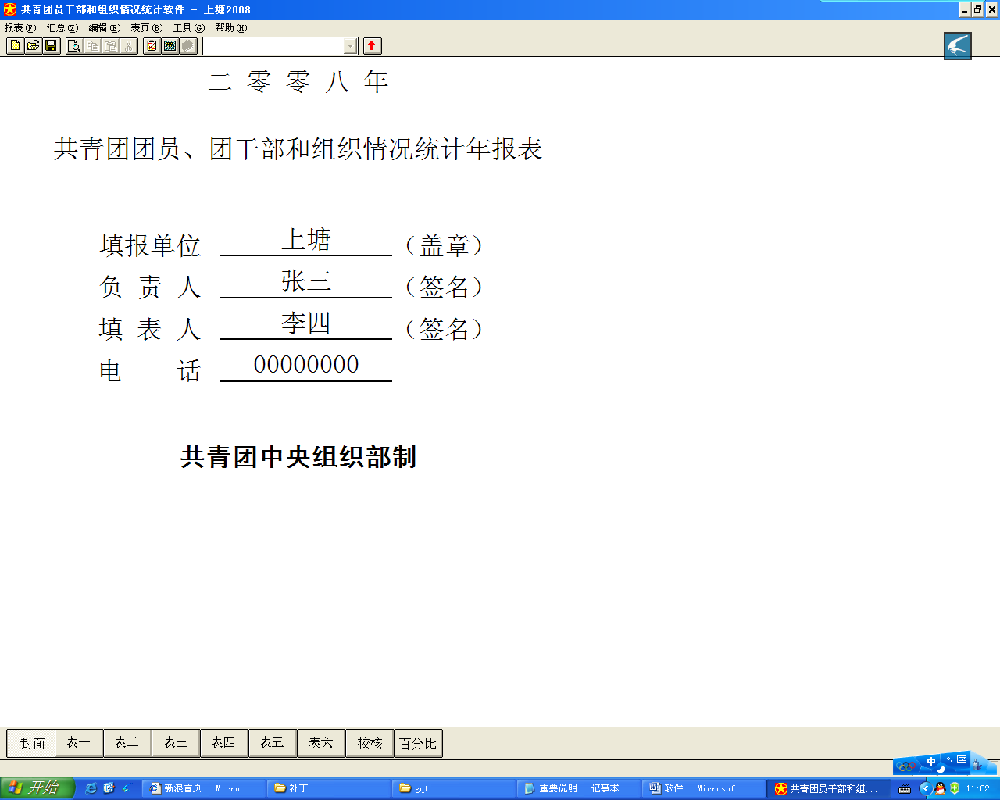 共青团员干部和组织情况统计软件 - 上塘2008
报表(F) 汇总(Z) 编辑(E) 表页(B) 工具(G) 帮助(H)
二 零 零 八 年
共青团团员、团干部和组织情况统计年报表
填报单位 上塘 （盖章）
负 责 人 张三 （签名）
填 表 人 李四 （签名）
电 话 00000000
共青团中央组织部制
封面 表一 表二 表三 表四 表五 表六 校核 百分比
中
开始 新浪首页 - Micro... 补丁 gqt 重要说明 - 记事本 软件 - Microsoft... 共青团员干部和组... 11:02